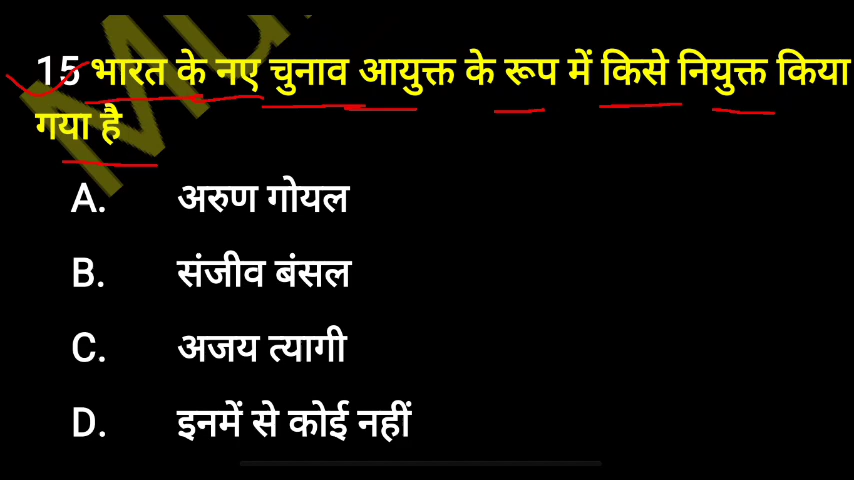 15 भारत के नए चुनाव आयुक्त के रूप में किसे नियुक्त किया
गया है
A. अरुण गोयल
B. संजीव बंसल
C. अजय त्यागी
D. इनमें से कोई नहीं